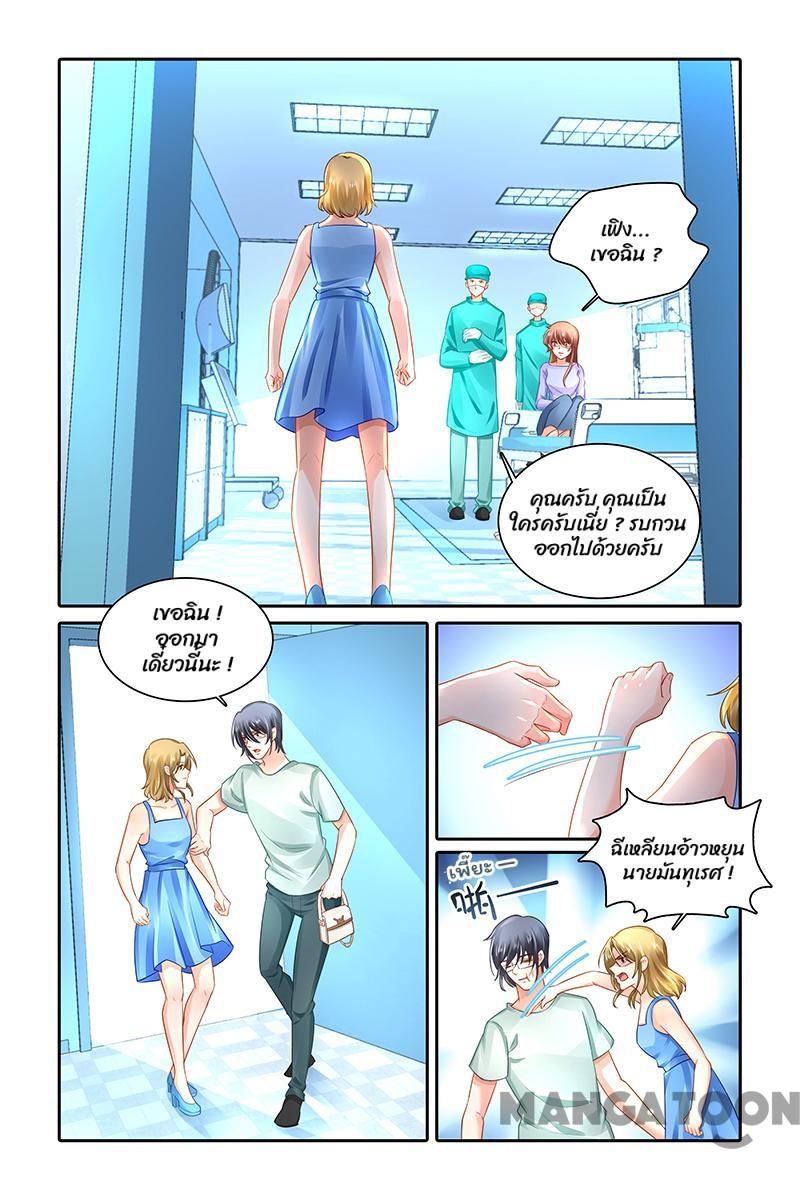 เฟิง...
เขอฉิน ?
คุณครับ คุณเป็น
ใครครับเนี่ย ? รบกวน
ออกไปด้วยครับ
เขอฉิน !
ออกมา
เดี๋ยวนี้นะ !
ฉีเหลียนอ้าวหยุน
นายมันทุเรศ !
เพี๊ยะ —
啪 —
MANGATOON